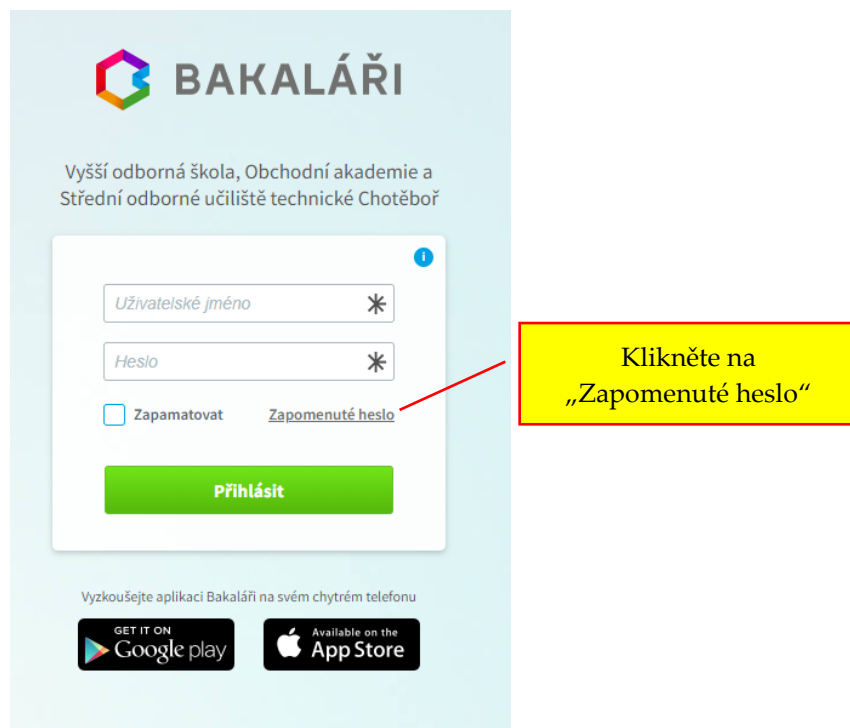 BAKALÁŘI
Vyšší odborná škola, Obchodní akademie a
Střední odborné učiliště technické Chotěboř
i
Uživatelské jméno
Heslo
Zapamatovat Zapomenuté heslo
Přihlásit
Klikněte na
„Zapomenuté heslo“
Vyzkoušejte aplikaci Bakaláři na svém chytrém telefonu
GET IT ON
Google play
Available on the
App Store